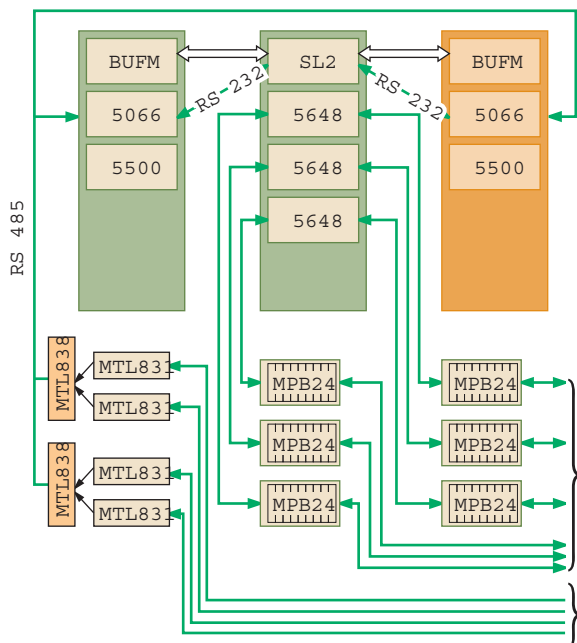 BUFM
SL2
BUFM
RS-232
RS-232
5066
5648
5066
5500
5648
5500
5648
RS 485
MTL838
MTL831
MTL831
MPB24
MPB24
MPB24
MPB24
MTL838
MTL831
MTL831
MPB24
MPB24